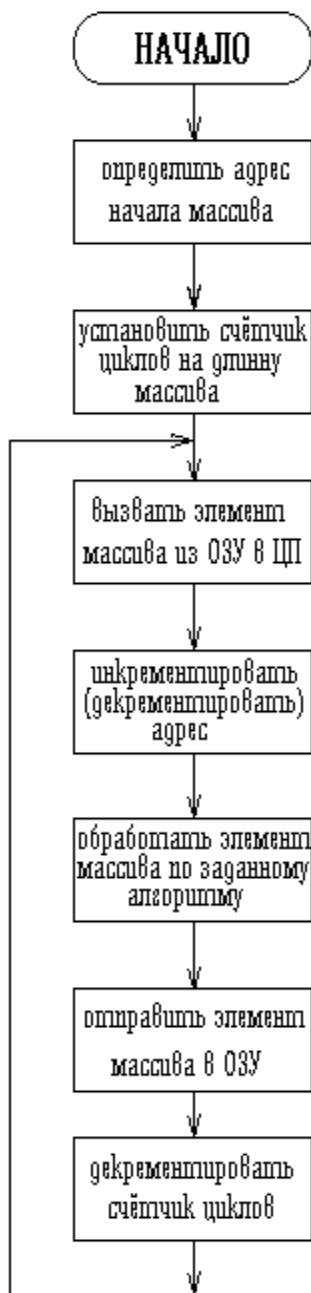 НАЧАЛО
определить адрес
начала массива
установить счётчик
циклов на длинну
массива
вызвать элемент
массива из ОЗУ в ЦП
инкрементировать
(декрементировать)
адрес
обработать элемент
массива по заданному
алгоритму
отправить элемент
массива в ОЗУ
декрементировать
счётчик циклов